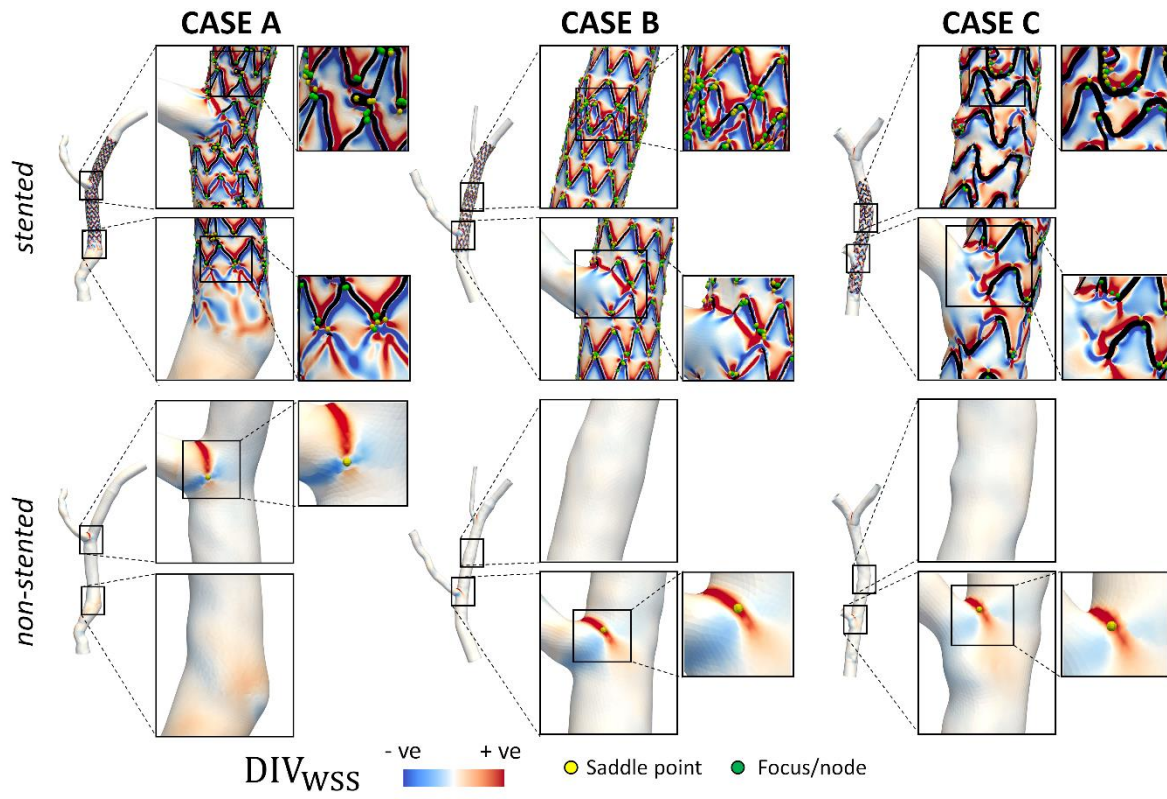 CASE A
CASE B
CASE C
stented
non-stented
- ve
+ ve
DIVWSS
Saddle point
Focus/node